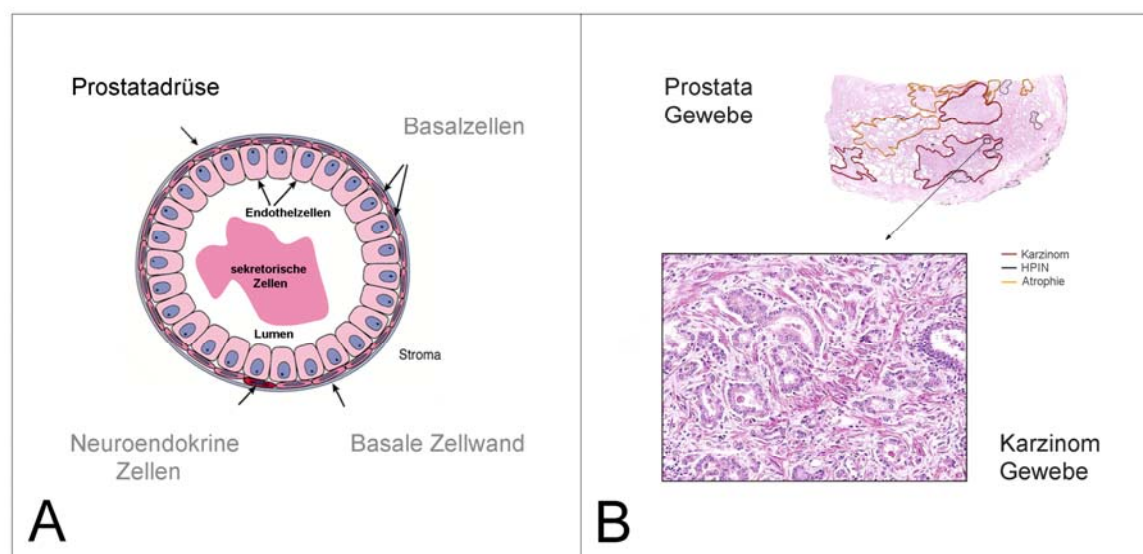 Prostatadrüse
Basalzellen
Endothelzellen
sekretorische
Zellen
Lumen
Stroma
Neuroendokrine
Zellen
Basale Zellwand
A
Prostata
Gewebe
Karzinom
HPIN
Atrophie
Karzinom
Gewebe
B